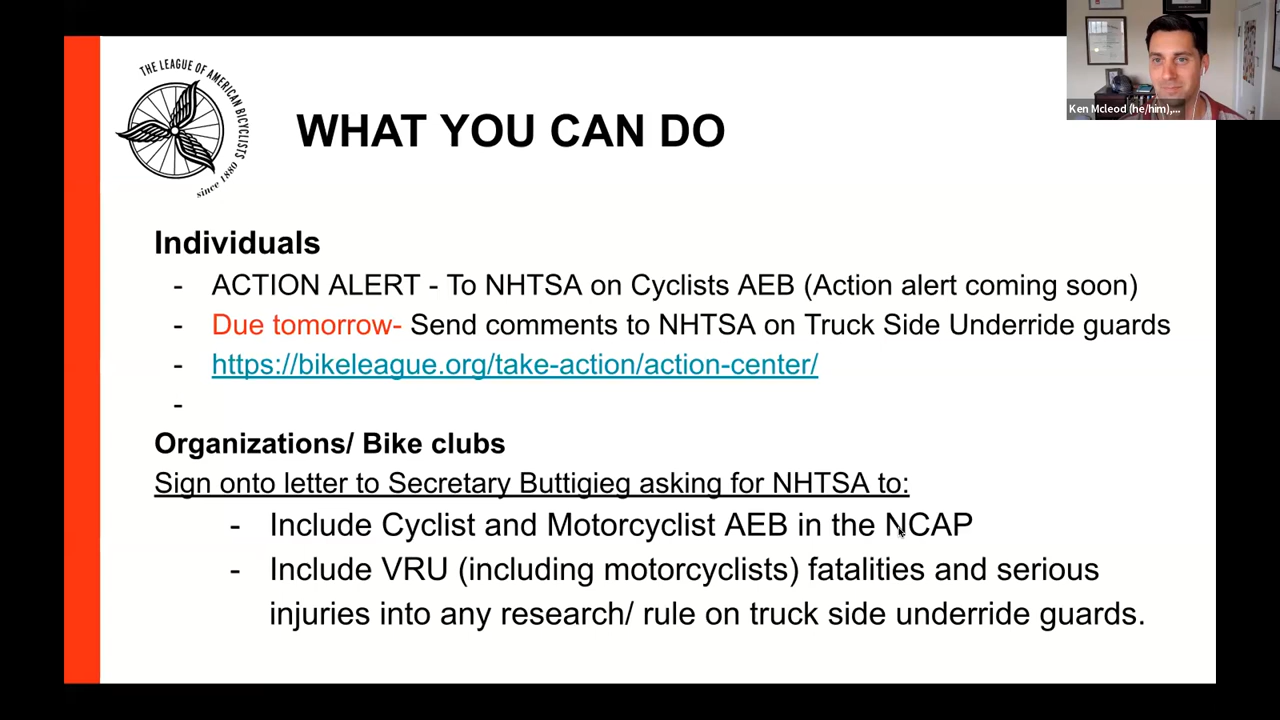 THE LEAGUE OF AMERICAN BICYCLISTS
since 1880
WHAT YOU CAN DO
Ken Mcleod (he/him),...
Individuals
- ACTION ALERT - To NHTSA on Cyclists AEB (Action alert coming soon)
- Due tomorrow- Send comments to NHTSA on Truck Side Underride guards
- https://bikeleague.org/take-action/action-center/
-
Organizations/ Bike clubs
Sign onto letter to Secretary Buttigieg asking for NHTSA to:
- Include Cyclist and Motorcyclist AEB in the NCAP
- Include VRU (including motorcyclists) fatalities and serious
injuries into any research/ rule on truck side underride guards.